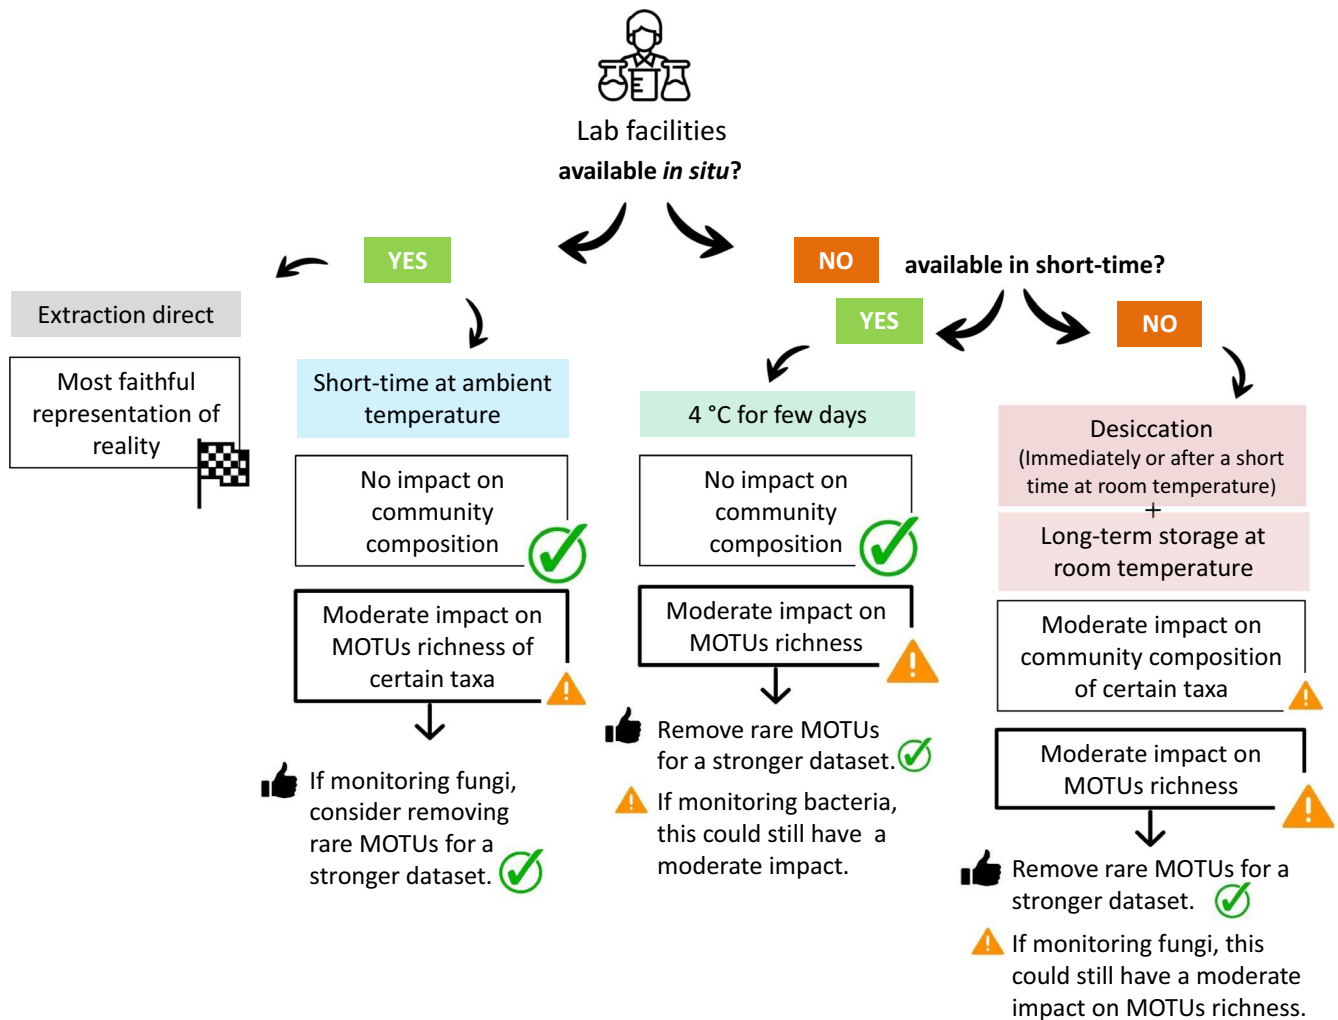 Lab facilities
available in situ?
YES
NO
available in short-time?
YES
NO
Extraction direct
Most faithful
representation of
reality
Short-time at ambient
temperature
No impact on
community
composition
Moderate impact on
MOTUs richness of
certain taxa
If monitoring fungi,
consider removing
rare MOTUs for a
stronger dataset.
4 °C for few days
No impact on
community
composition
Moderate impact on
MOTUs richness
Remove rare MOTUs
for a stronger dataset.
If monitoring bacteria,
this could still have a
moderate impact.
Desiccation
(Immediately or after a short
time at room temperature)
+
Long-term storage at
room temperature
Moderate impact on
community composition
of certain taxa
Moderate impact on
MOTUs richness
Remove rare MOTUs for a
stronger dataset.
If monitoring fungi, this
could still have a moderate
impact on MOTUs richness.